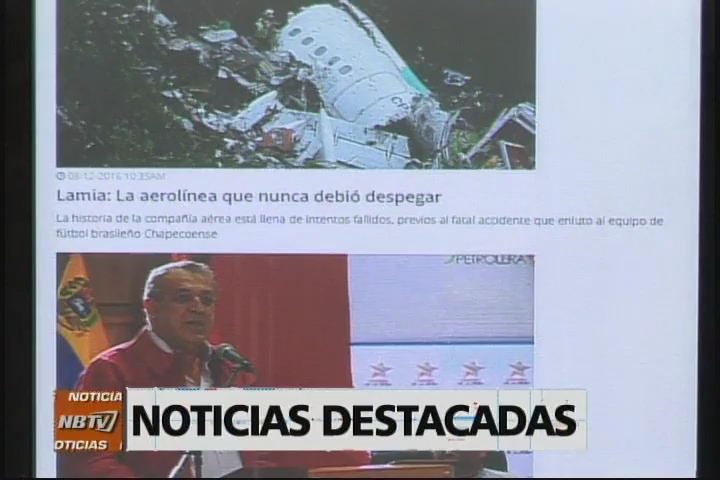 08-12-2016 10:35AM
Lamia: La aerolínea que nunca debió despegar
La historia de la compañía aérea está llena de intentos fallidos, previos al fatal accidente que enluto al equipo de
fútbol brasileño Chapecoense
PETROLERA
NOTICIA
NBTV
OTICIAS
NOTICIAS DESTACADAS